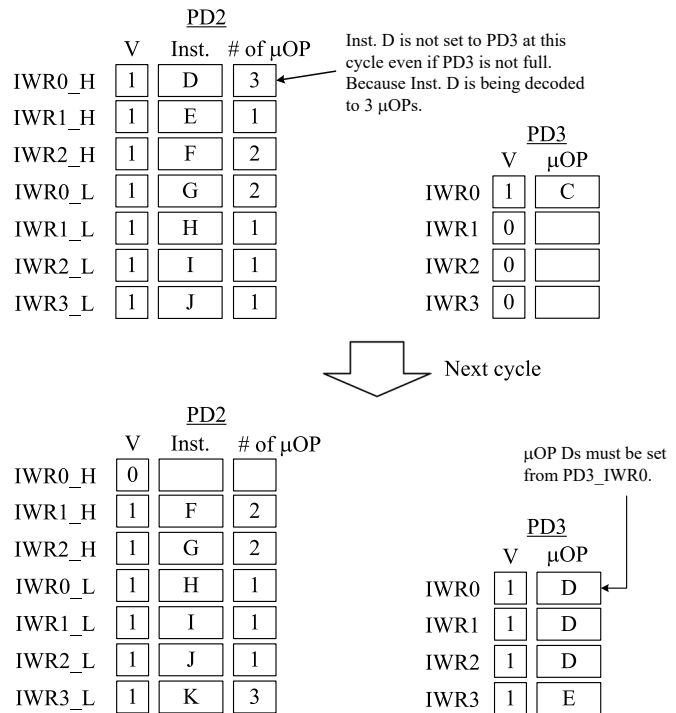 PD2
V Inst. # of μOP
IWR0_H 1 D 3
IWR1_H 1 E 1
IWR2_H 1 F 2
IWR0_L 1 G 2
IWR1_L 1 H 1
IWR2_L 1 I 1
IWR3_L 1 J 1
Inst. D is not set to PD3 at this
cycle even if PD3 is not full.
Because Inst. D is being decoded
to 3 μOPs.
PD3
V μOP
IWR0 1 C
IWR1 0
IWR2 0
IWR3 0
Next cycle
PD2
V Inst. # of μOP
IWR0_H 0
IWR1_H 1 F 2
IWR2_H 1 G 2
IWR0_L 1 H 1
IWR1_L 1 I 1
IWR2_L 1 J 1
IWR3_L 1 K 3
μOP Ds must be set
from PD3_IWR0.
PD3
V μOP
IWR0 1 D
IWR1 1 D
IWR2 1 D
IWR3 1 E